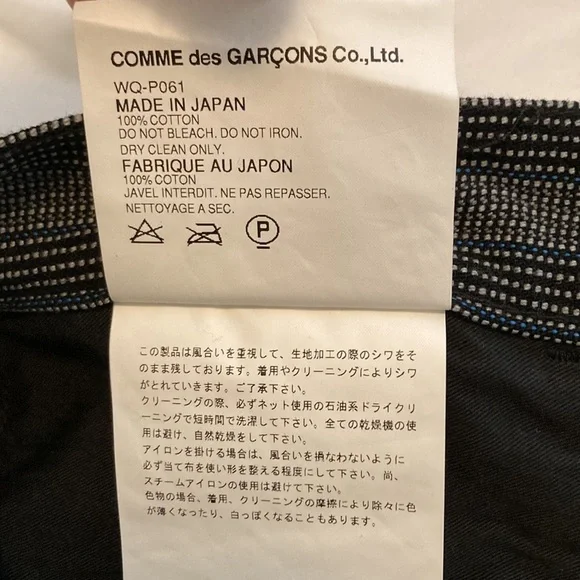 COMME des GARÇONS Co.,Ltd.
WQ-P061
MADE IN JAPAN
100% COTTON
DO NOT BLEACH. DO NOT IRON.
DRY CLEAN ONLY.
FABRIQUE AU JAPON
100% COTON
JAVEL INTERDIT. NE PAS REPASSER.
NETTOYAGE A SEC.
P
この製品は風合いを重視して、生地加工の際のシワをそ
のまま残しております。着用やクリーニングによりシワ
がとれていきます。ご了承下さい。
クリーニングの際、必ずネット使用の石油系ドライクリ
ーニングで短時間で洗濯して下さい。全ての乾燥機の使
用は避け、自然乾燥をして下さい。
アイロンを掛ける場合は、風合いを損なわないように
必ず当て布を使い形を整える程度にして下さい。尚、
スチームアイロンの使用は避けて下さい。
色物の場合、着用、クリーニングの摩擦により除々に色
が薄くなったり、白っぽくなることもあります。